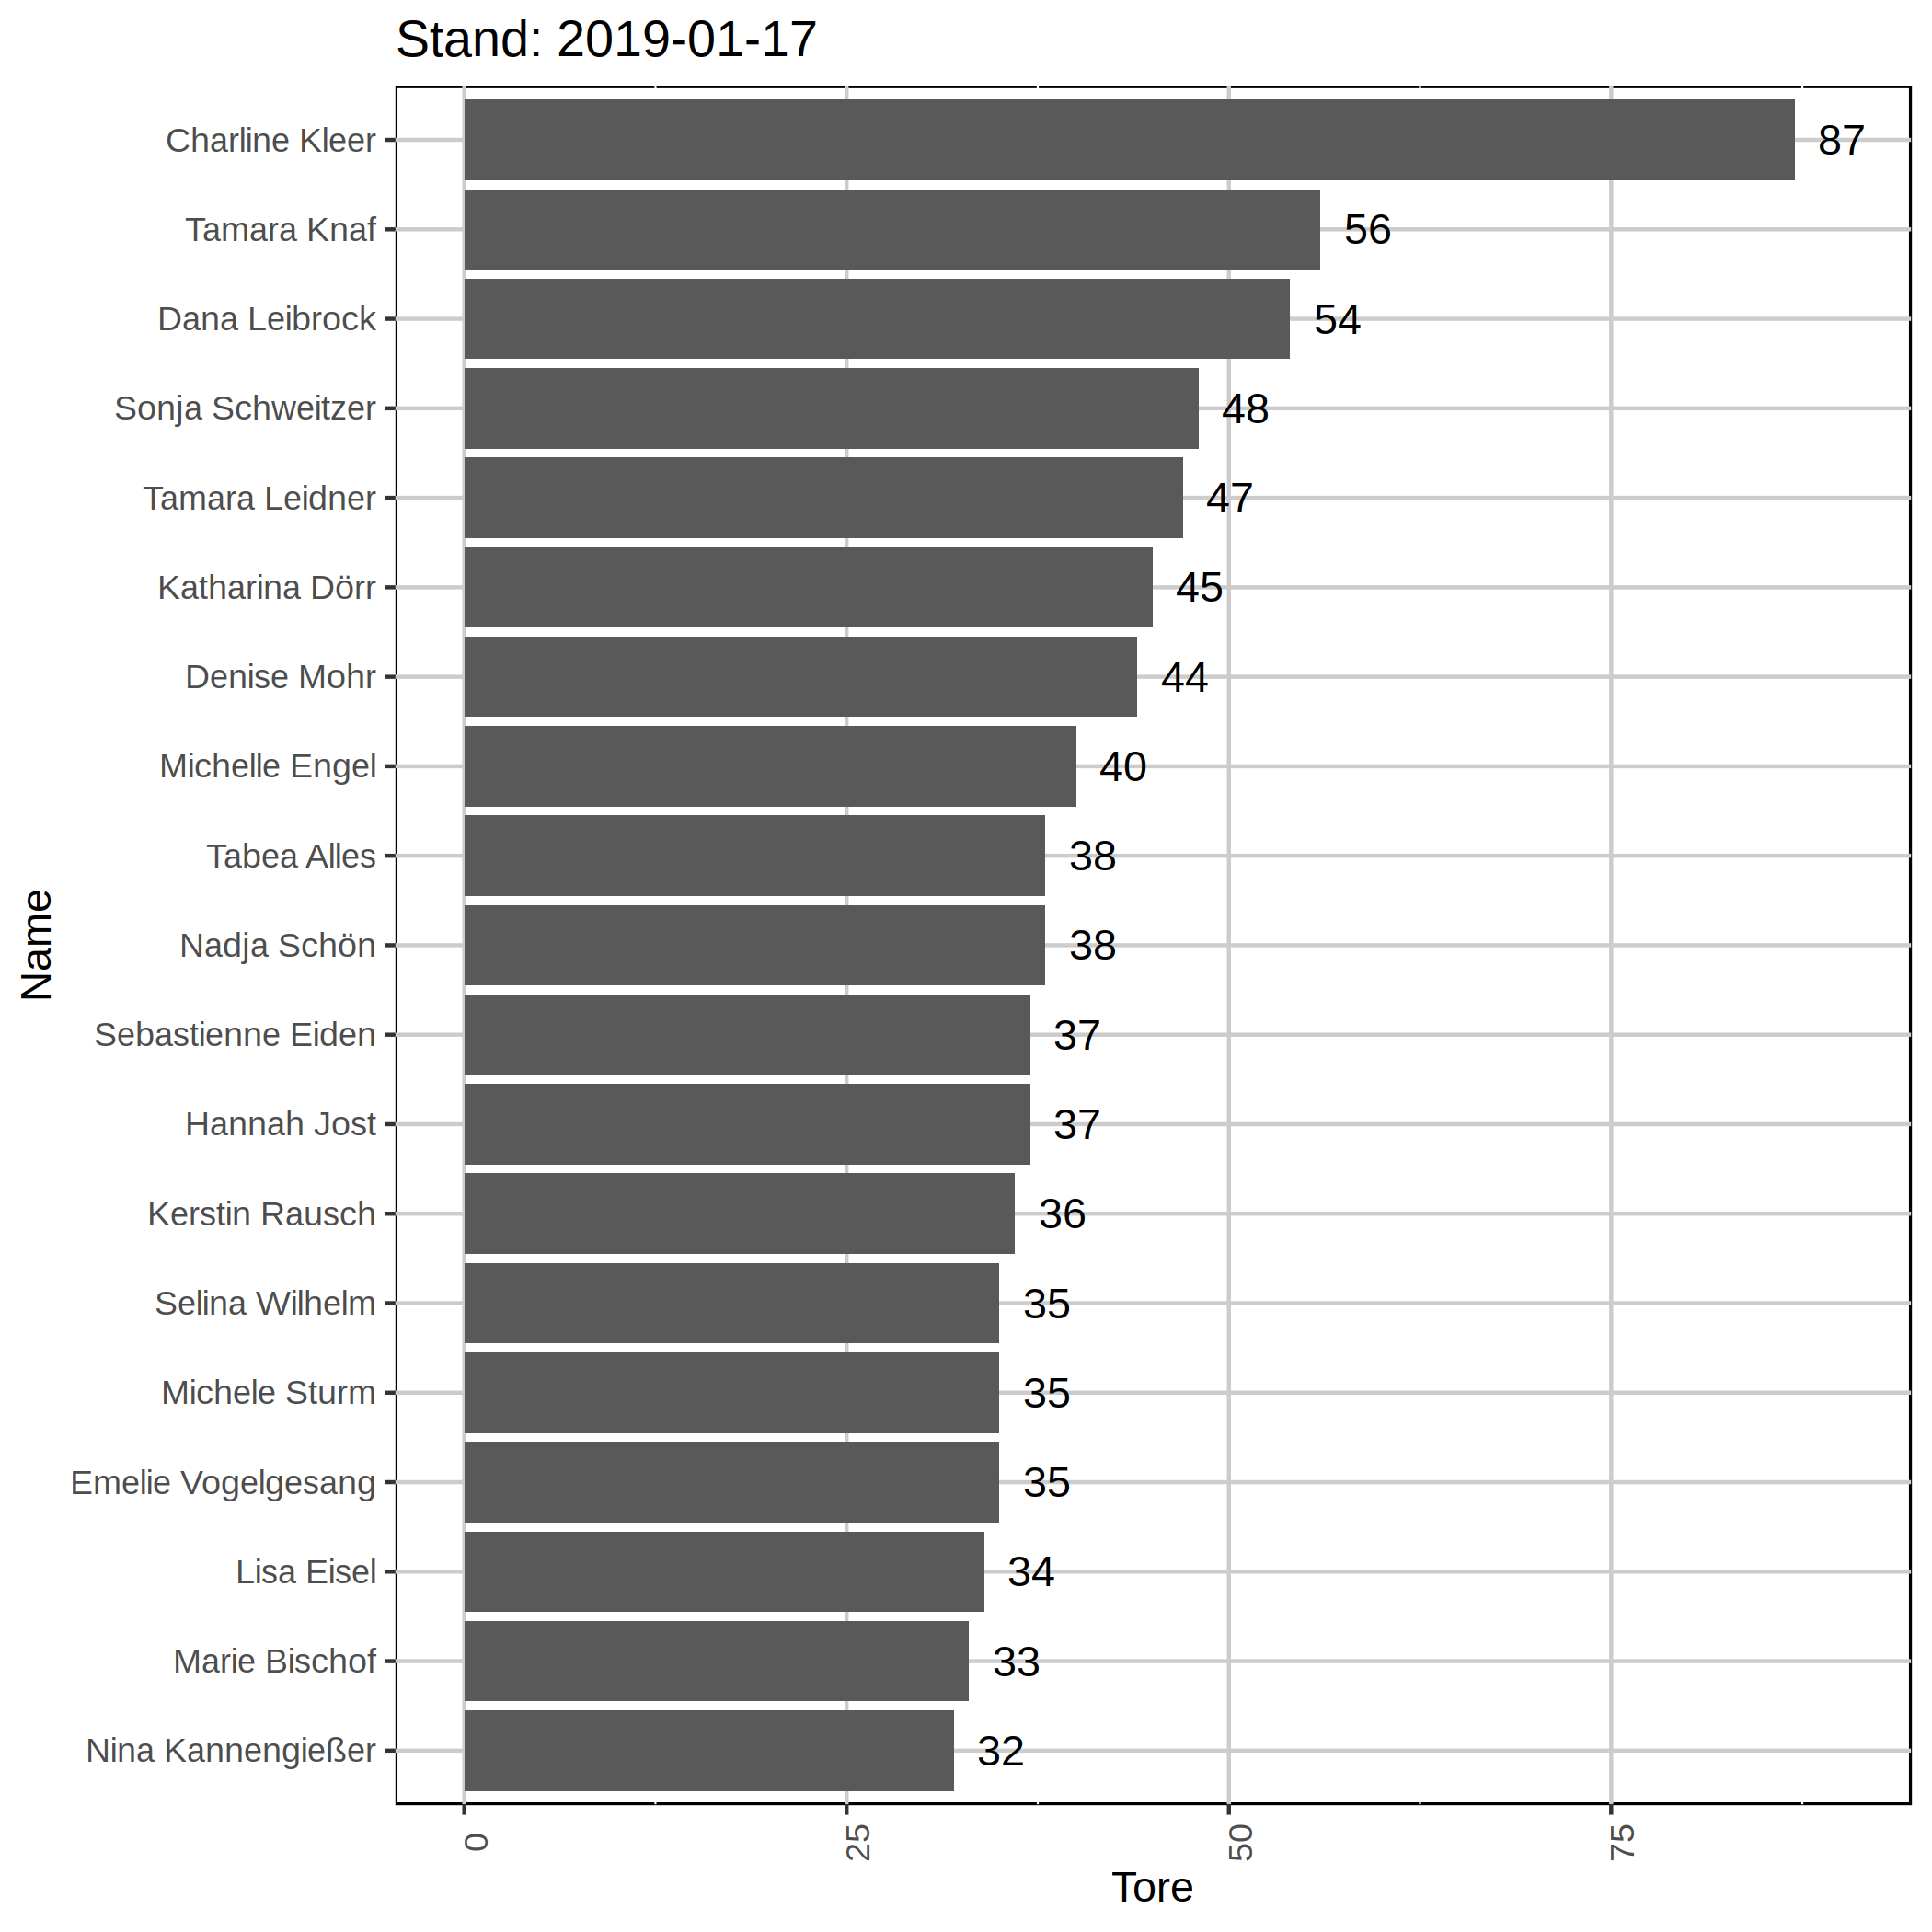 Stand: 2019-01-17
Charline Kleer 87
Tamara Knaf 56
Dana Leibrock 54
Sonja Schweitzer 48
Tamara Leidner 47
Katharina Dörr 45
Denise Mohr 44
Michelle Engel 40
Tabea Alles 38
Nadja Schön 38
Sebastienne Eiden 37
Hannah Jost 37
Kerstin Rausch 36
Selina Wilhelm 35
Michele Sturm 35
Emelie Vogelgesang 35
Lisa Eisel 34
Marie Bischof 33
Nina Kannengießer 32
Name
0 25 50 75
Tore